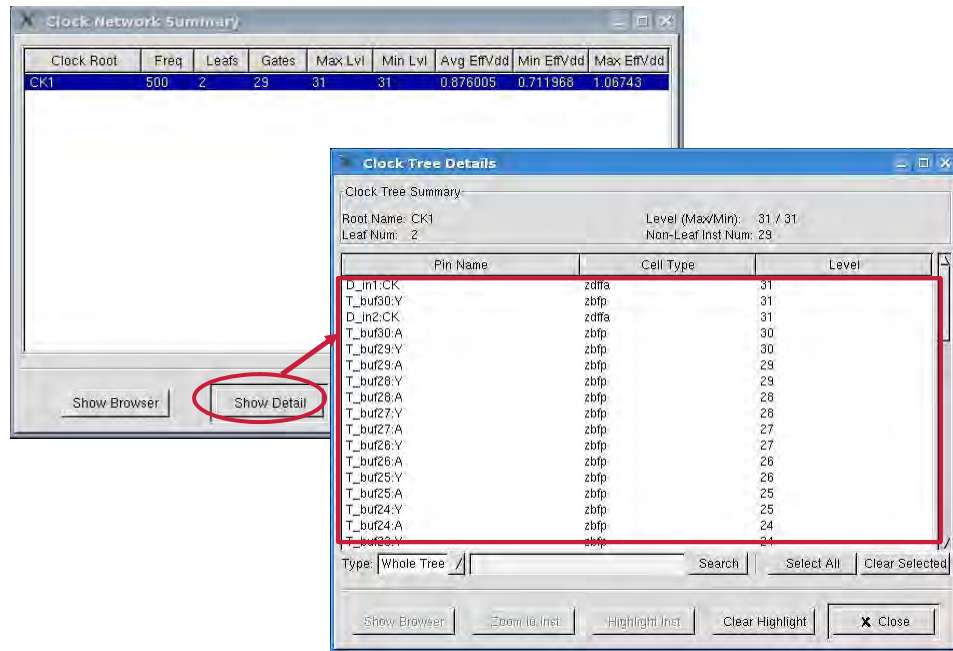 Clock Network Summary
Clock Root Freq Leafs Gates Max Lvl Min Lvl Avg EffVdd Min EffVdd Max EffVdd
CK1 500 2 29 31 31 0.876005 0.711968 1.06743
Show Browser Show Detail
Clock Tree Details
Clock Tree Summary
Root Name: CK1 Level (Max/Min): 31 / 31
Leaf Num: 2 Non-Leaf Inst Num: 29
Pin Name Cell Type Level
D_in1:CK zdffa 31
T_buf30:Y zbfp 31
D_in2:CK zdffa 31
T_buf30:A zbfp 30
T_buf29:Y zbfp 30
T_buf29:A zbfp 29
T_buf28:Y zbfp 29
T_buf28:A zbfp 28
T_buf27:Y zbfp 28
T_buf27:A zbfp 27
T_buf26:Y zbfp 27
T_buf26:A zbfp 26
T_buf25:Y zbfp 26
T_buf25:A zbfp 25
T_buf24:Y zbfp 25
T_buf24:A zbfp 24
T_buf23:Y zbfp 24
Type: Whole Tree Search Select All Clear Selected
Show Browser Zoom to Inst Highlight Inst Clear Highlight Close